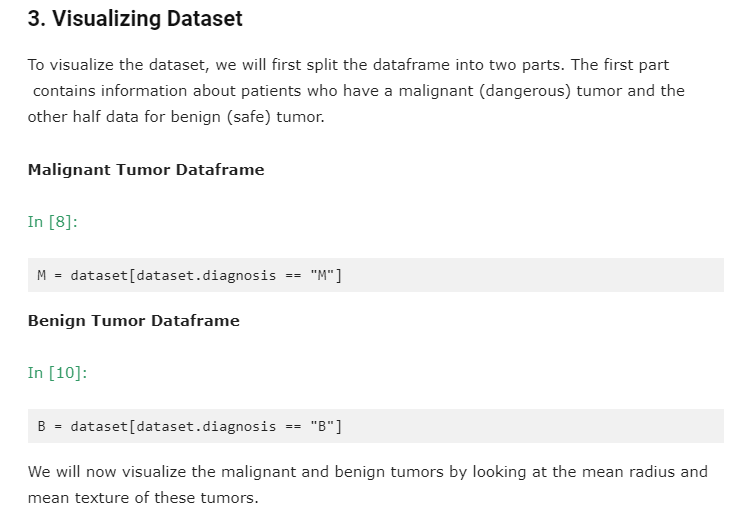 3. Visualizing Dataset
To visualize the dataset, we will first split the dataframe into two parts. The first part
contains information about patients who have a malignant (dangerous) tumor and the
other half data for benign (safe) tumor.
Malignant Tumor Dataframe
In [8]:
M = dataset[dataset.diagnosis == "M"]
Benign Tumor Dataframe
In [10]:
B = dataset[dataset.diagnosis == "B"]
We will now visualize the malignant and benign tumors by looking at the mean radius and
mean texture of these tumors.